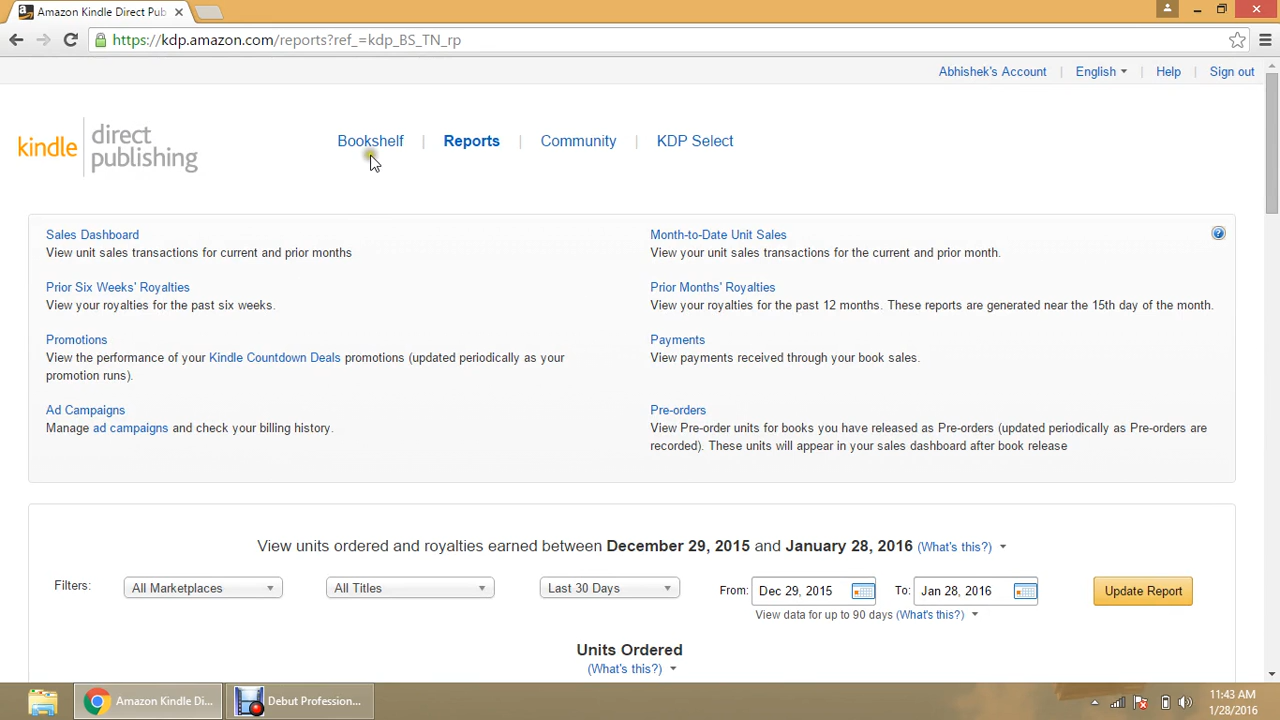 Amazon Kindle Direct Pub
https://kdp.amazon.com/reports?ref_=kdp_BS_TN_rp
Abhishek's Account | English | Help | Sign out
kindle direct publishing
Bookshelf | Reports | Community | KDP Select
Sales Dashboard
View unit sales transactions for current and prior months
Month-to-Date Unit Sales
View your unit sales transactions for the current and prior month.
Prior Six Weeks' Royalties
View your royalties for the past six weeks.
Prior Months' Royalties
View your royalties for the past 12 months. These reports are generated near the 15th day of the month.
Promotions
View the performance of your Kindle Countdown Deals promotions (updated periodically as your
promotion runs).
Payments
View payments received through your book sales.
Ad Campaigns
Manage ad campaigns and check your billing history.
Pre-orders
View Pre-order units for books you have released as Pre-orders (updated periodically as Pre-orders are
recorded). These units will appear in your sales dashboard after book release
View units ordered and royalties earned between December 29, 2015 and January 28, 2016 (What's this?)
Filters: All Marketplaces All Titles Last 30 Days From: Dec 29, 2015 To: Jan 28, 2016 Update Report
View data for up to 90 days (What's this?)
Units Ordered
(What's this?)
Amazon Kindle Di...
Debut Profession...
11:43 AM
1/28/2016